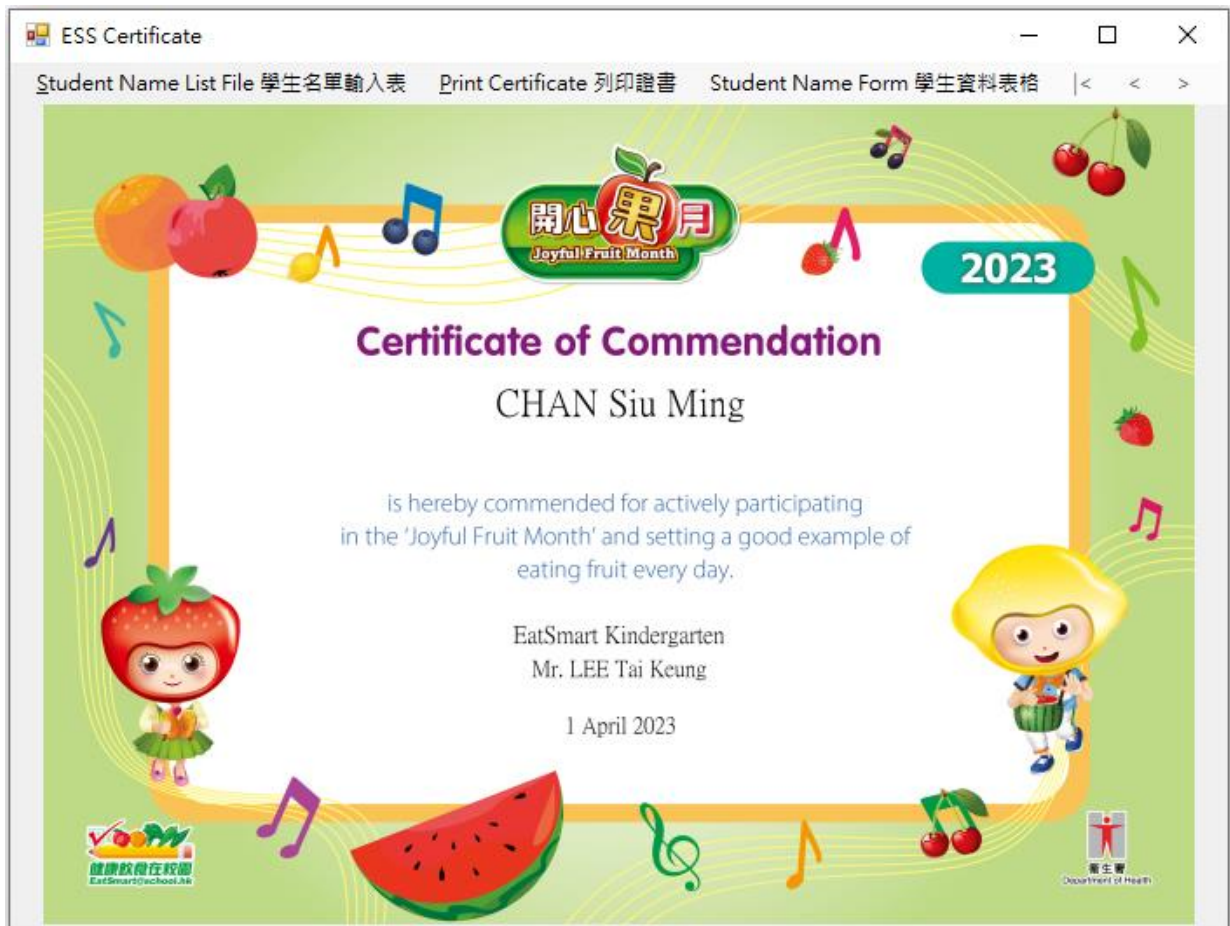 ESS Certificate
Student Name List File 學生名單輸入表 Print Certificate 列印證書 Student Name Form 學生資料表格 |< < >
開心果月
Joyful Fruit Month
2023
Certificate of Commendation
CHAN Siu Ming
is hereby commended for actively participating
in the ‘Joyful Fruit Month’ and setting a good example of
eating fruit every day.
EatSmart Kindergarten
Mr. LEE Tai Keung
1 April 2023
健康飲食在校園
EatSmart@school.hk
衞生署
Department of Health